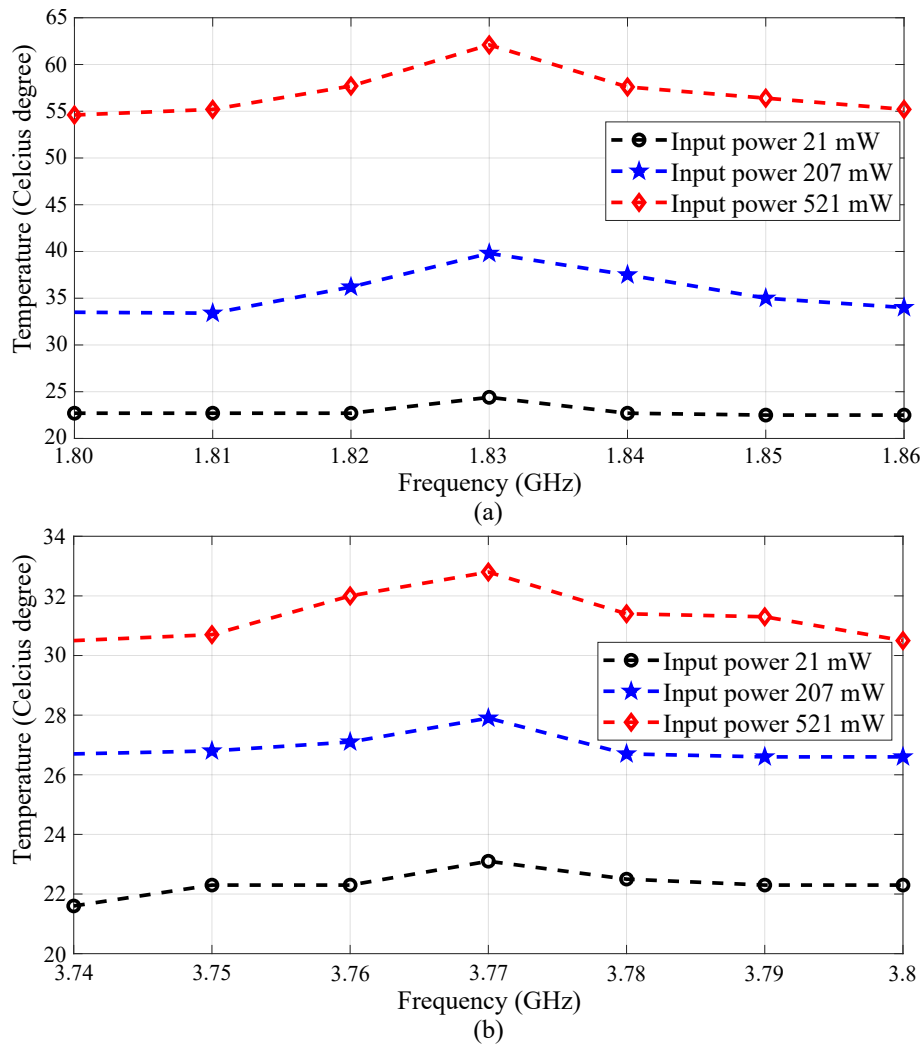 65
60
55
50
45
40
35
30
25
20
Temperature (Celcius degree)
Input power 21 mW
Input power 207 mW
Input power 521 mW
1.80 1.81 1.82 1.83 1.84 1.85 1.86
Frequency (GHz)
(a)
34
32
30
28
26
24
22
20
Temperature (Celcius degree)
Input power 21 mW
Input power 207 mW
Input power 521 mW
3.74 3.75 3.76 3.77 3.78 3.79 3.8
Frequency (GHz)
(b)